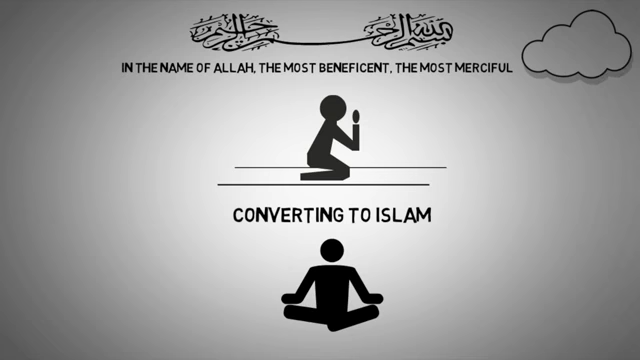 بسم الله الرحمن الرحيم
IN THE NAME OF ALLAH, THE MOST BENEFICENT, THE MOST MERCIFUL
CONVERTING TO ISLAM